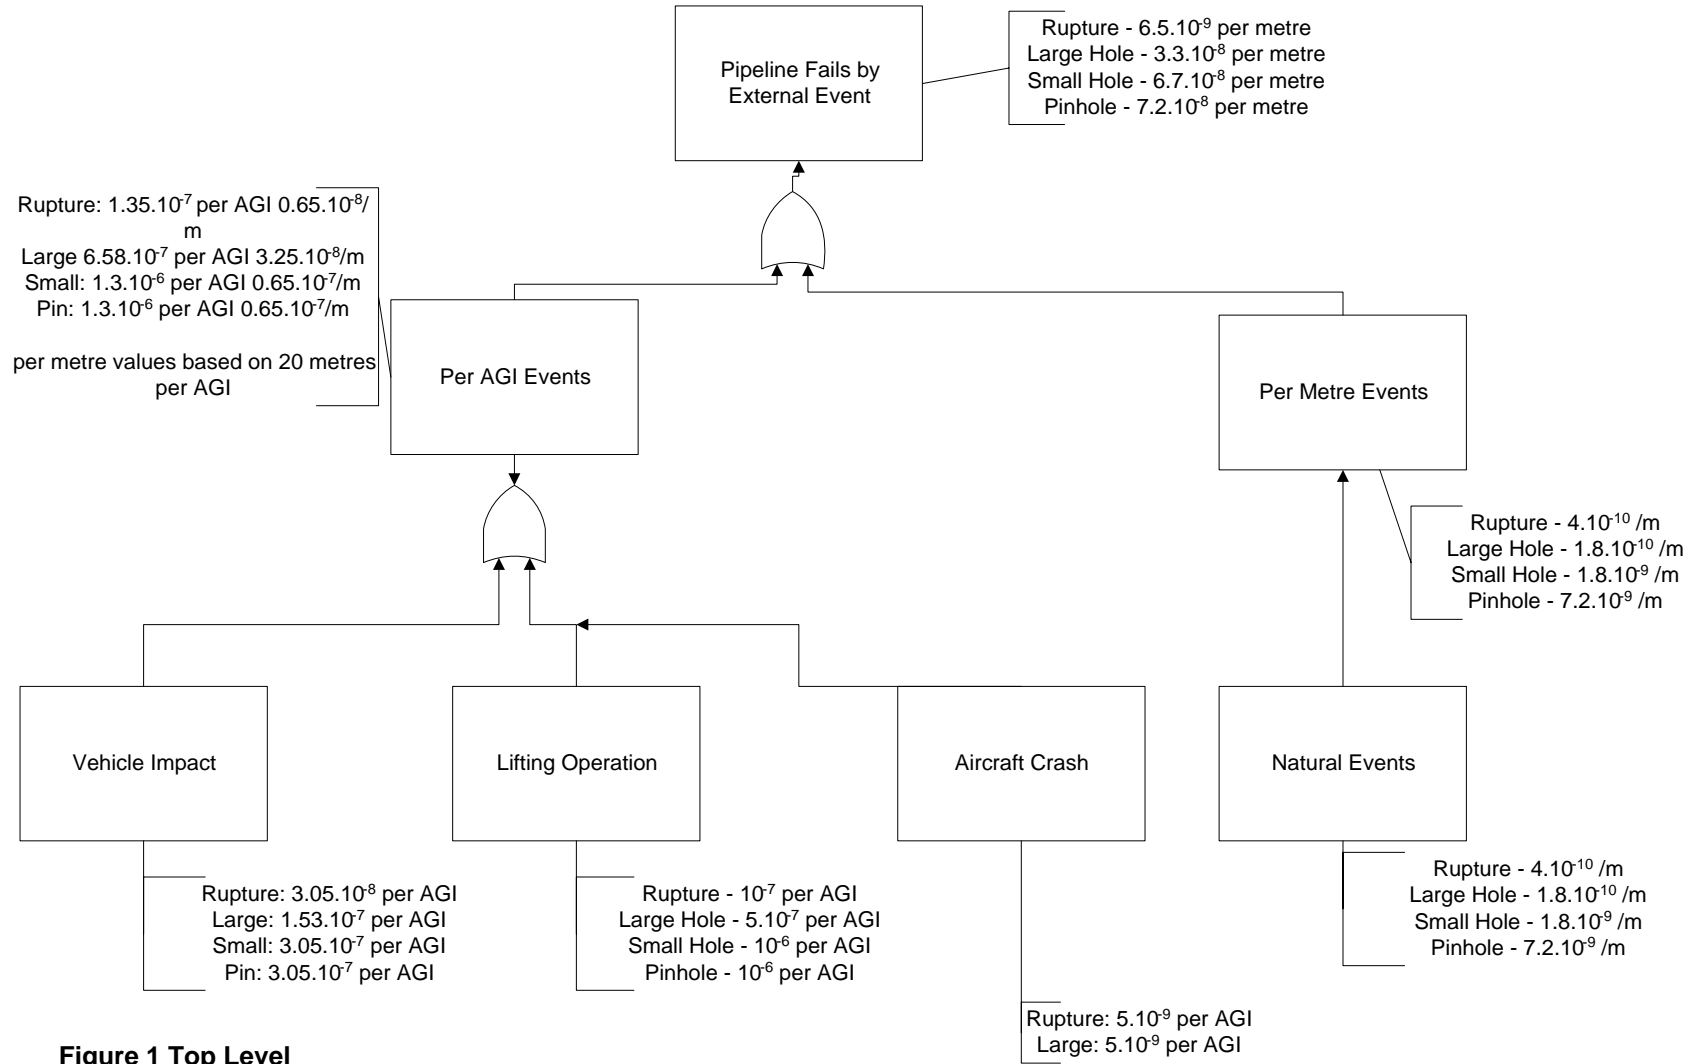 Pipeline Fails by
External Event
Rupture - 6.5.10⁻⁹ per metre
Large Hole - 3.3.10⁻⁸ per metre
Small Hole - 6.7.10⁻⁸ per metre
Pinhole - 7.2.10⁻⁸ per metre
Rupture: 1.35.10⁻⁷ per AGI 0.65.10⁻⁸/
m
Large 6.58.10⁻⁷ per AGI 3.25.10⁻⁸/m
Small: 1.3.10⁻⁶ per AGI 0.65.10⁻⁷/m
Pin: 1.3.10⁻⁶ per AGI 0.65.10⁻⁷/m
per metre values based on 20 metres
per AGI
Per AGI Events
Per Metre Events
Rupture - 4.10⁻¹⁰ /m
Large Hole - 1.8.10⁻¹⁰ /m
Small Hole - 1.8.10⁻⁹ /m
Pinhole - 7.2.10⁻⁹ /m
Vehicle Impact
Lifting Operation
Aircraft Crash
Natural Events
Rupture: 3.05.10⁻⁸ per AGI
Large: 1.53.10⁻⁷ per AGI
Small: 3.05.10⁻⁷ per AGI
Pin: 3.05.10⁻⁷ per AGI
Rupture - 10⁻⁷ per AGI
Large Hole - 5.10⁻⁷ per AGI
Small Hole - 10⁻⁶ per AGI
Pinhole - 10⁻⁶ per AGI
Rupture: 5.10⁻⁹ per AGI
Large: 5.10⁻⁹ per AGI
Rupture - 4.10⁻¹⁰ /m
Large Hole - 1.8.10⁻¹⁰ /m
Small Hole - 1.8.10⁻⁹ /m
Pinhole - 7.2.10⁻⁹ /m
Figure 1 Top Level